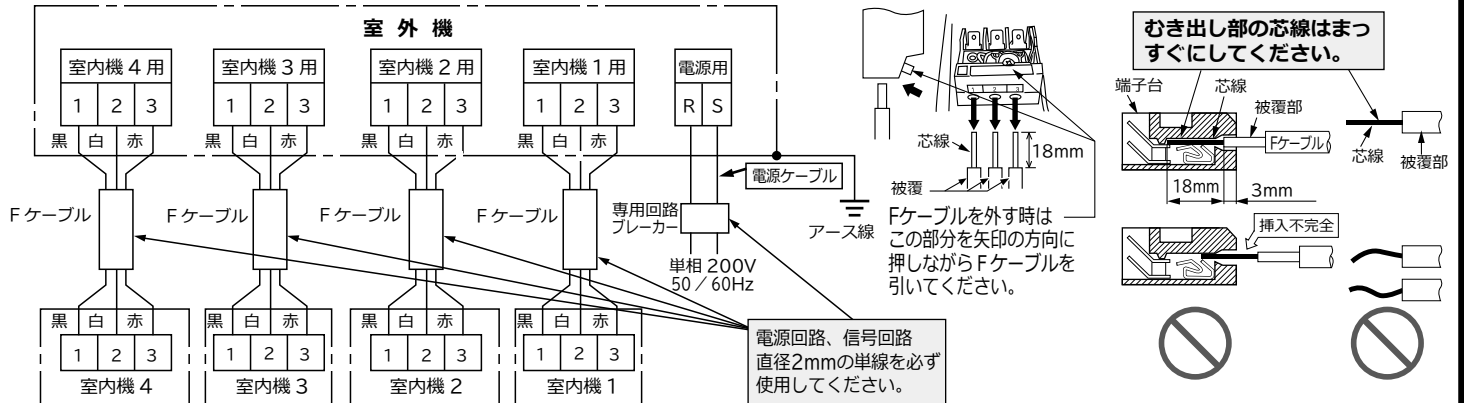 室外機
室内機4用
1 2 3
黒 白 赤
室内機3用
1 2 3
黒 白 赤
室内機2用
1 2 3
黒 白 赤
室内機1用
1 2 3
黒 白 赤
電源用
R S
Fケーブル
Fケーブル
Fケーブル
Fケーブル
電源ケーブル
専用回路
ブレーカー
単相 200V
50/60Hz
アース線
黒 白 赤
1 2 3
室内機4
黒 白 赤
1 2 3
室内機3
黒 白 赤
1 2 3
室内機2
黒 白 赤
1 2 3
室内機1
電源回路、信号回路
直径2mmの単線を必ず
使用してください。
1 2 3
芯線
18mm
被覆
Fケーブルを外す時は
この部分を矢印の方向に
押しながらFケーブルを
引いてください。
むき出し部の芯線はまっ
すぐにしてください。
端子台
芯線
被覆部
Fケーブル
18mm
3mm
芯線
被覆部
挿入不完全